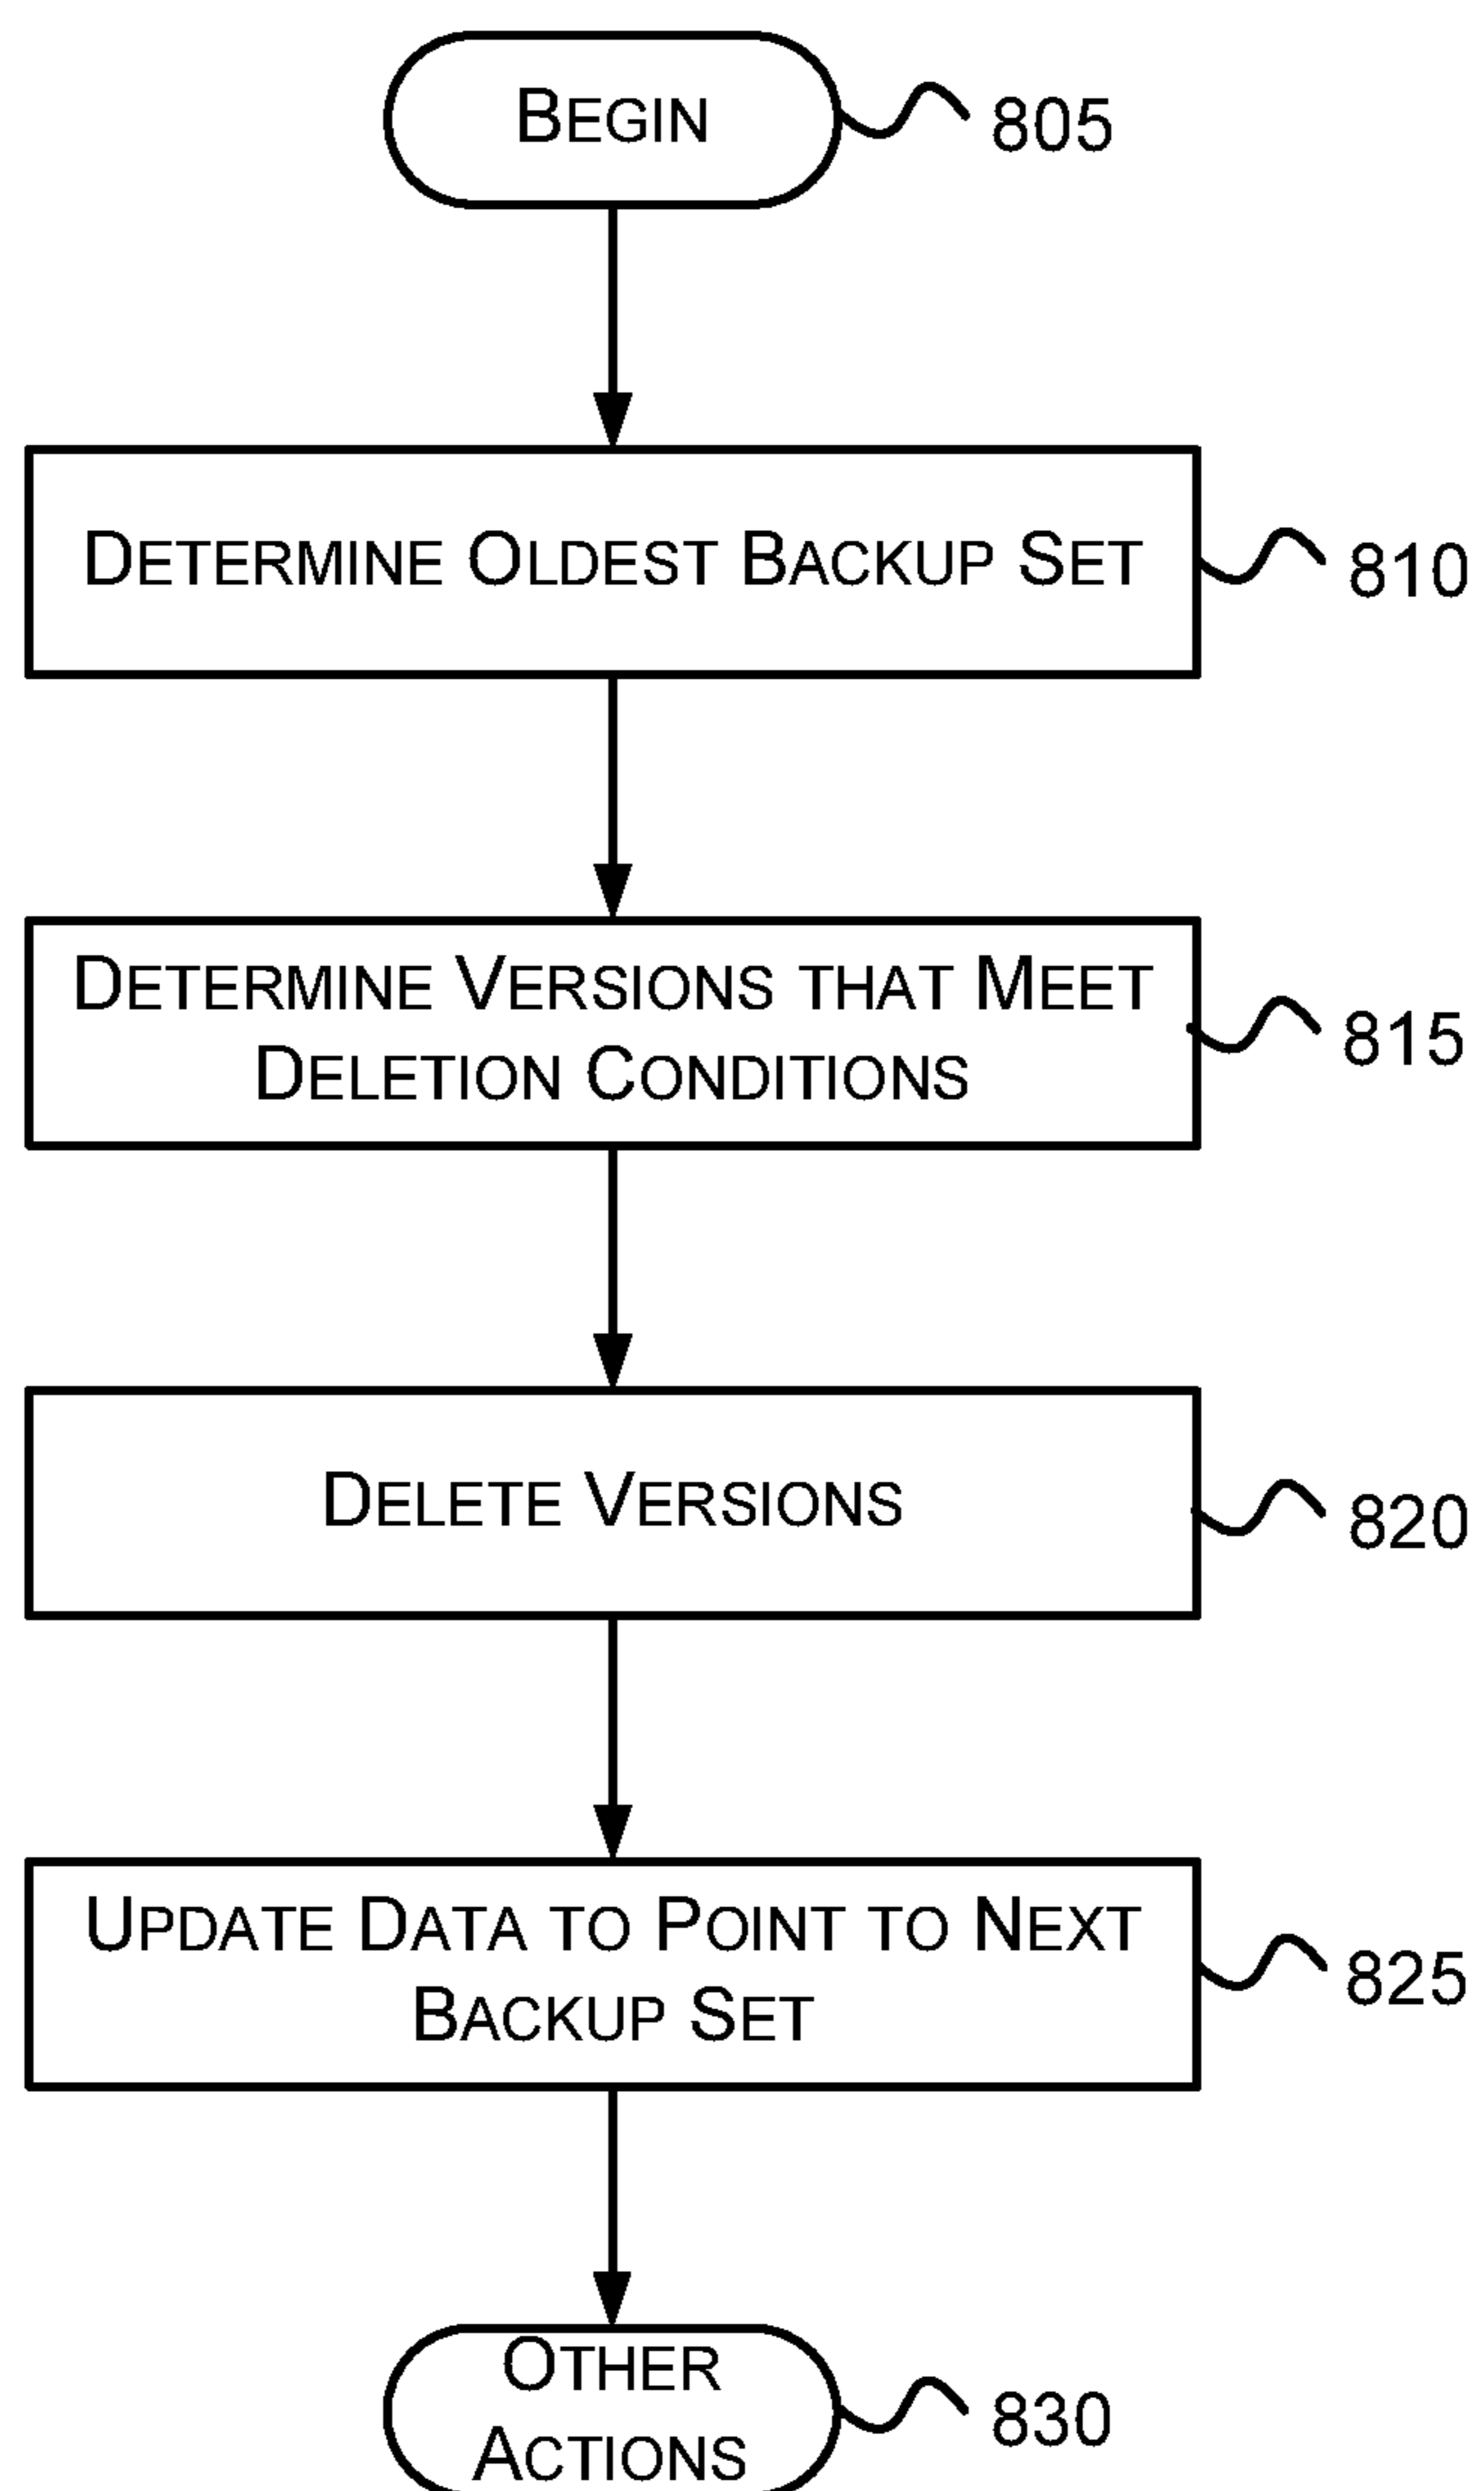 BEGIN
805
DETERMINE OLDEST BACKUP SET
810
DETERMINE VERSIONS THAT MEET
DELETION CONDITIONS
815
DELETE VERSIONS
820
UPDATE DATA TO POINT TO NEXT
BACKUP SET
825
OTHER
ACTIONS
830